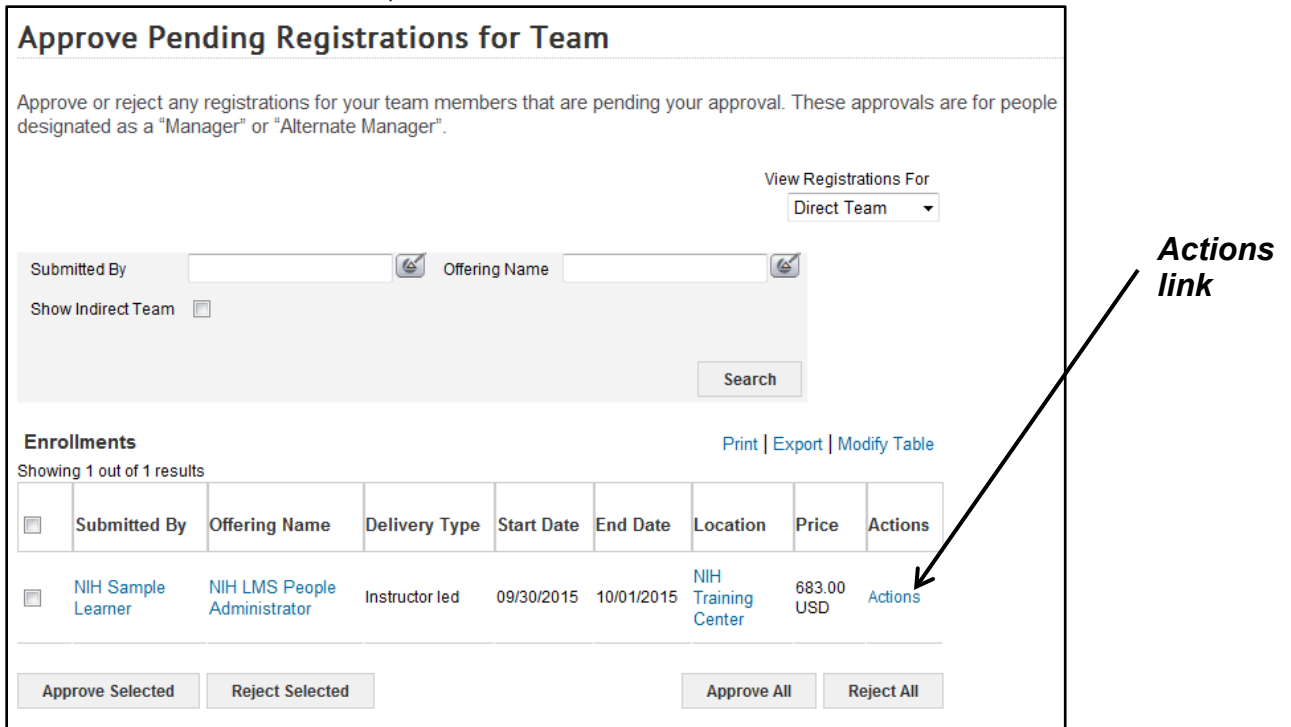 Approve Pending Registrations for Team
Approve or reject any registrations for your team members that are pending your approval. These approvals are for people
designated as a “Manager” or “Alternate Manager”.
View Registrations For
Direct Team
Submitted By
Offering Name
Show Indirect Team
Search
Actions
link
Enrollments
Print | Export | Modify Table
Showing 1 out of 1 results
Submitted By Offering Name Delivery Type Start Date End Date Location Price Actions
NIH Sample
Learner
NIH LMS People
Administrator
Instructor led
09/30/2015
10/01/2015
NIH
Training
Center
683.00
USD
Actions
Approve Selected Reject Selected Approve All Reject All